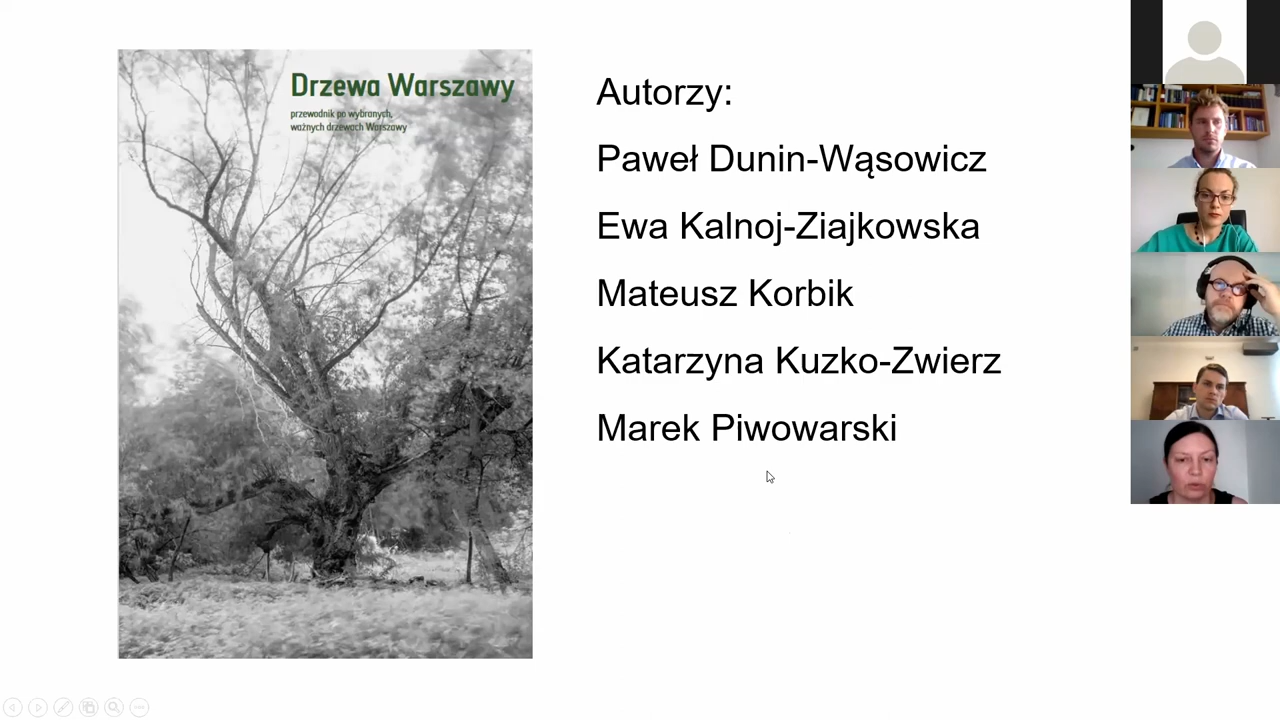 Drzewa Warszawy
przewodnik po wybranych,
ważnych drzewach Warszawy
Autorzy:
Paweł Dunin-Wąsowicz
Ewa Kalnoj-Ziajkowska
Mateusz Korbik
Katarzyna Kuzko-Zwierz
Marek Piwowarski